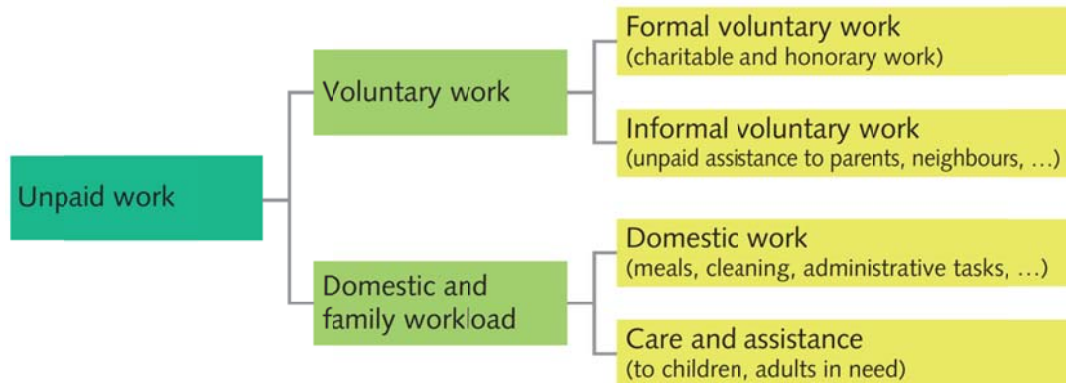 Unpaid work
Voluntary work
Formal voluntary work
(charitable and honorary work)
Informal voluntary work
(unpaid assistance to parents, neighbours, ...)
Domestic and
family workload
Domestic work
(meals, cleaning, administrative tasks, ...)
Care and assistance
(to children, adults in need)